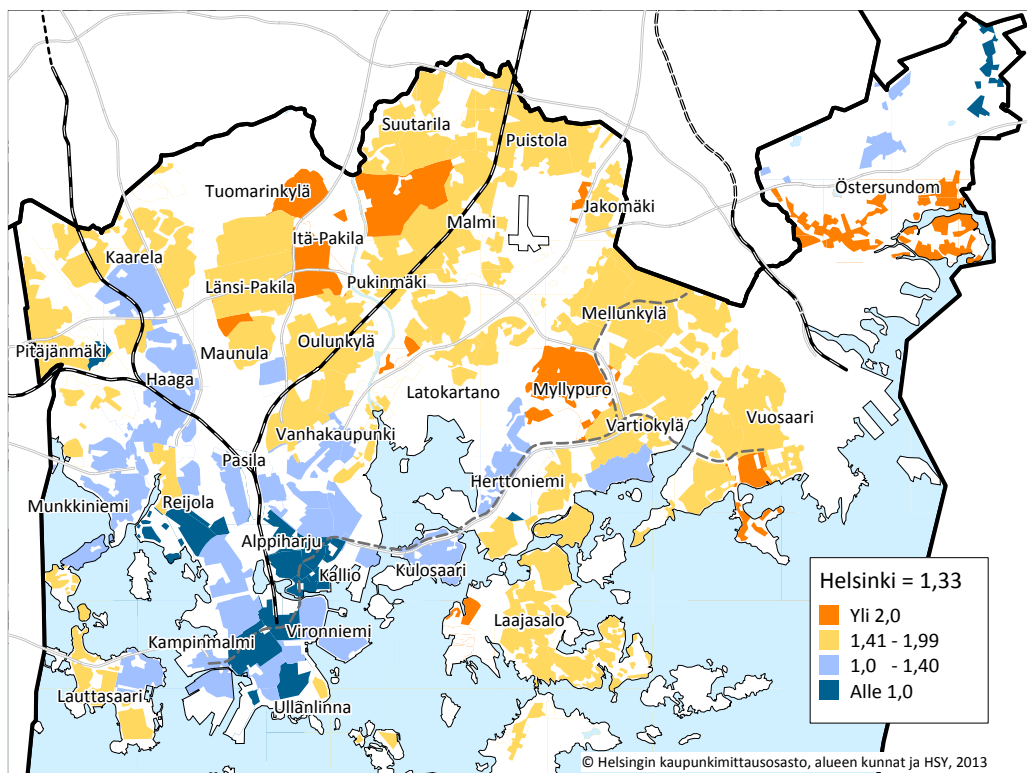 Suutarila
Puistola
Tuomarinkylä
Östersundom
Jakomäki
Malmi
Itä-Pakila
Kaarela
Länsi-Pakila
Pukinmäki
Mellunkylä
Oulunkylä
Pitäjänmäki
Maunula
Haaga
Latokartano
Myllypuro
Vuosaari
Vartiokylä
Vanhakaupunki
Pasila
Herttoniemi
Munkkiniemi
Reijola
Alppiharju
Kallio
Kulosaari
Helsinki = 1,33
Yli 2,0
1,41 - 1,99
1,0 - 1,40
Alle 1,0
Laajasalo
Vironniemi
Kampinmalmi
Lauttasaari
Ullanlinna
© Helsingin kaupunkimittausosasto, alueen kunnat ja HSY, 2013